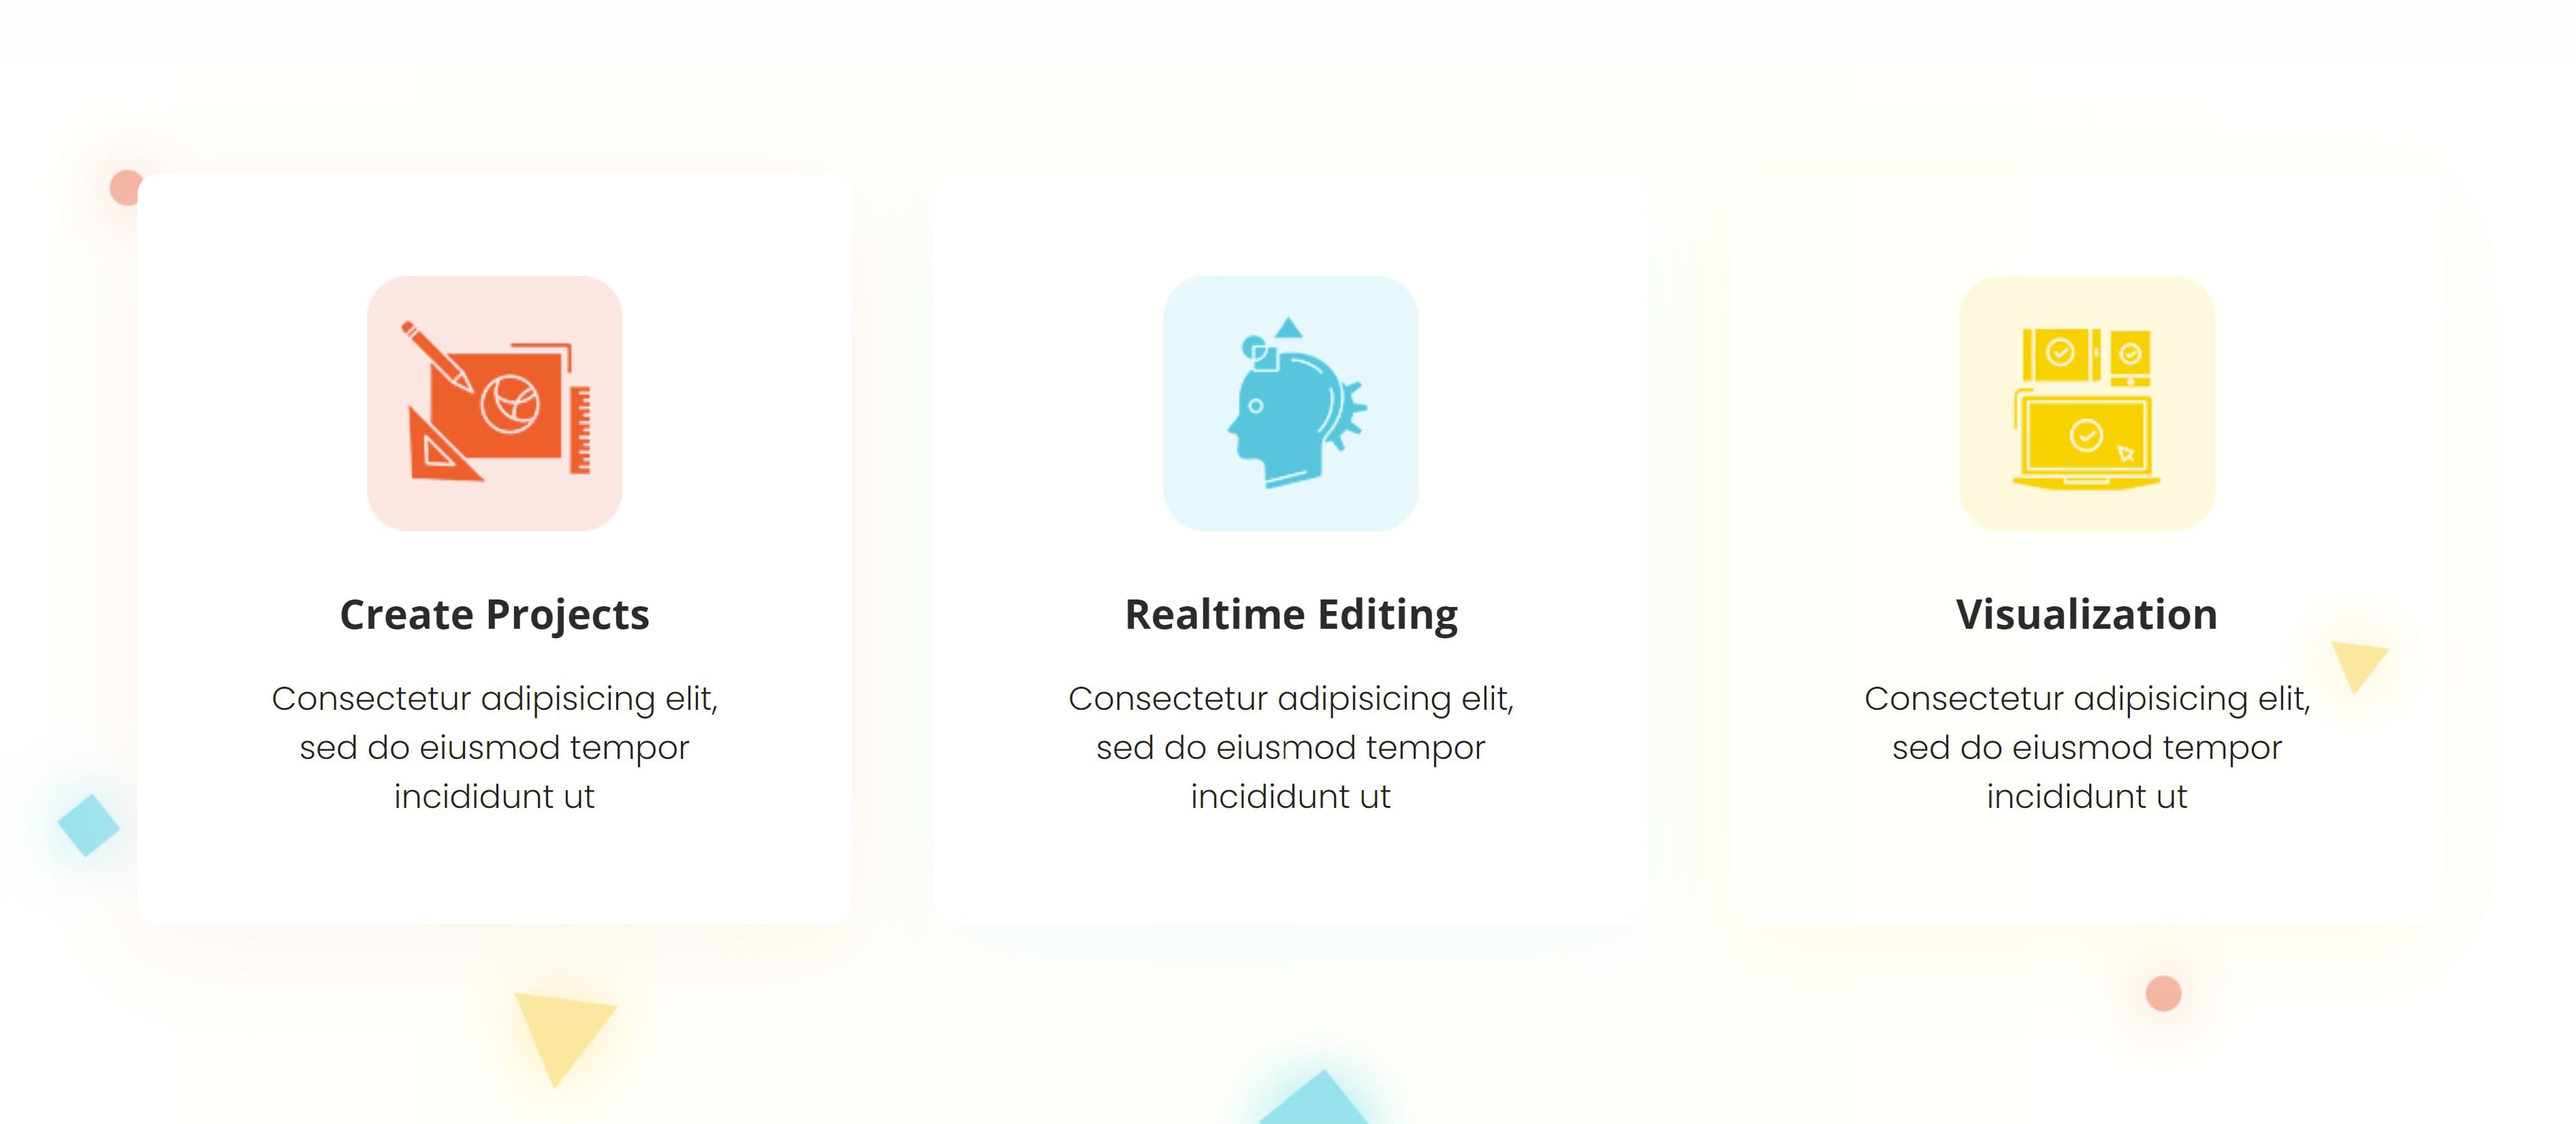 Create Projects
Consectetur adipisicing elit,
sed do eiusmod tempor
incididunt ut
Realtime Editing
Consectetur adipisicing elit,
sed do eiusmod tempor
incididunt ut
Visualization
Consectetur adipisicing elit,
sed do eiusmod tempor
incididunt ut